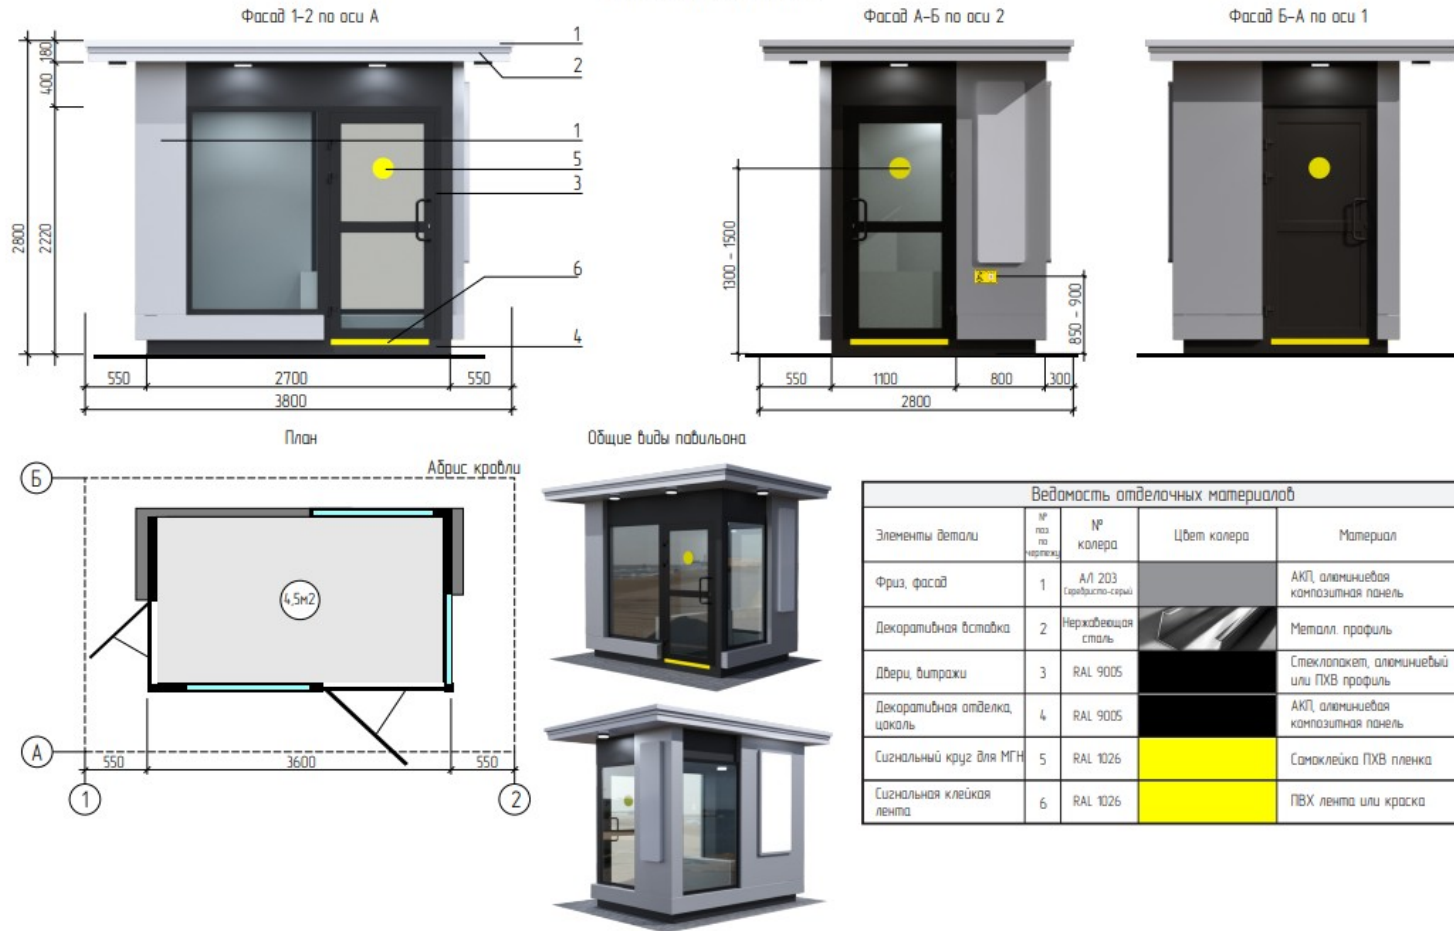 Фасад 1-2 по оси А
Фасад А-Б по оси 2
Фасад Б-А по оси 1
180
400
2220
2800
1
2
1
5
3
6
4
550
2700
550
3800
1300 - 1500
850 - 900
550
1100
800
300
2800
План
Абрис кровли
Б
А
4,5м2
550
3600
550
1
2
Общие виды павильона
Ведомость отделочных материалов
Элементы детали
№ поз по чертежу
№ колера
Цвет колера
Материал
Фриз, фасад
1
АЛ 203
Серебристо-серый
АКП, алюминиевая
композитная панель
Декоративная вставка
2
Нержавеющая
сталь
Металл. профиль
Двери, витражи
3
RAL 9005
Стеклопакет, алюминиевый
или ПХВ профиль
Декоративная отделка,
цоколь
4
RAL 9005
АКП, алюминиевая
композитная панель
Сигнальный круг для МГН
5
RAL 1026
Самоклейка ПХВ пленка
Сигнальная клейкая
лента
6
RAL 1026
ПВХ лента или краска